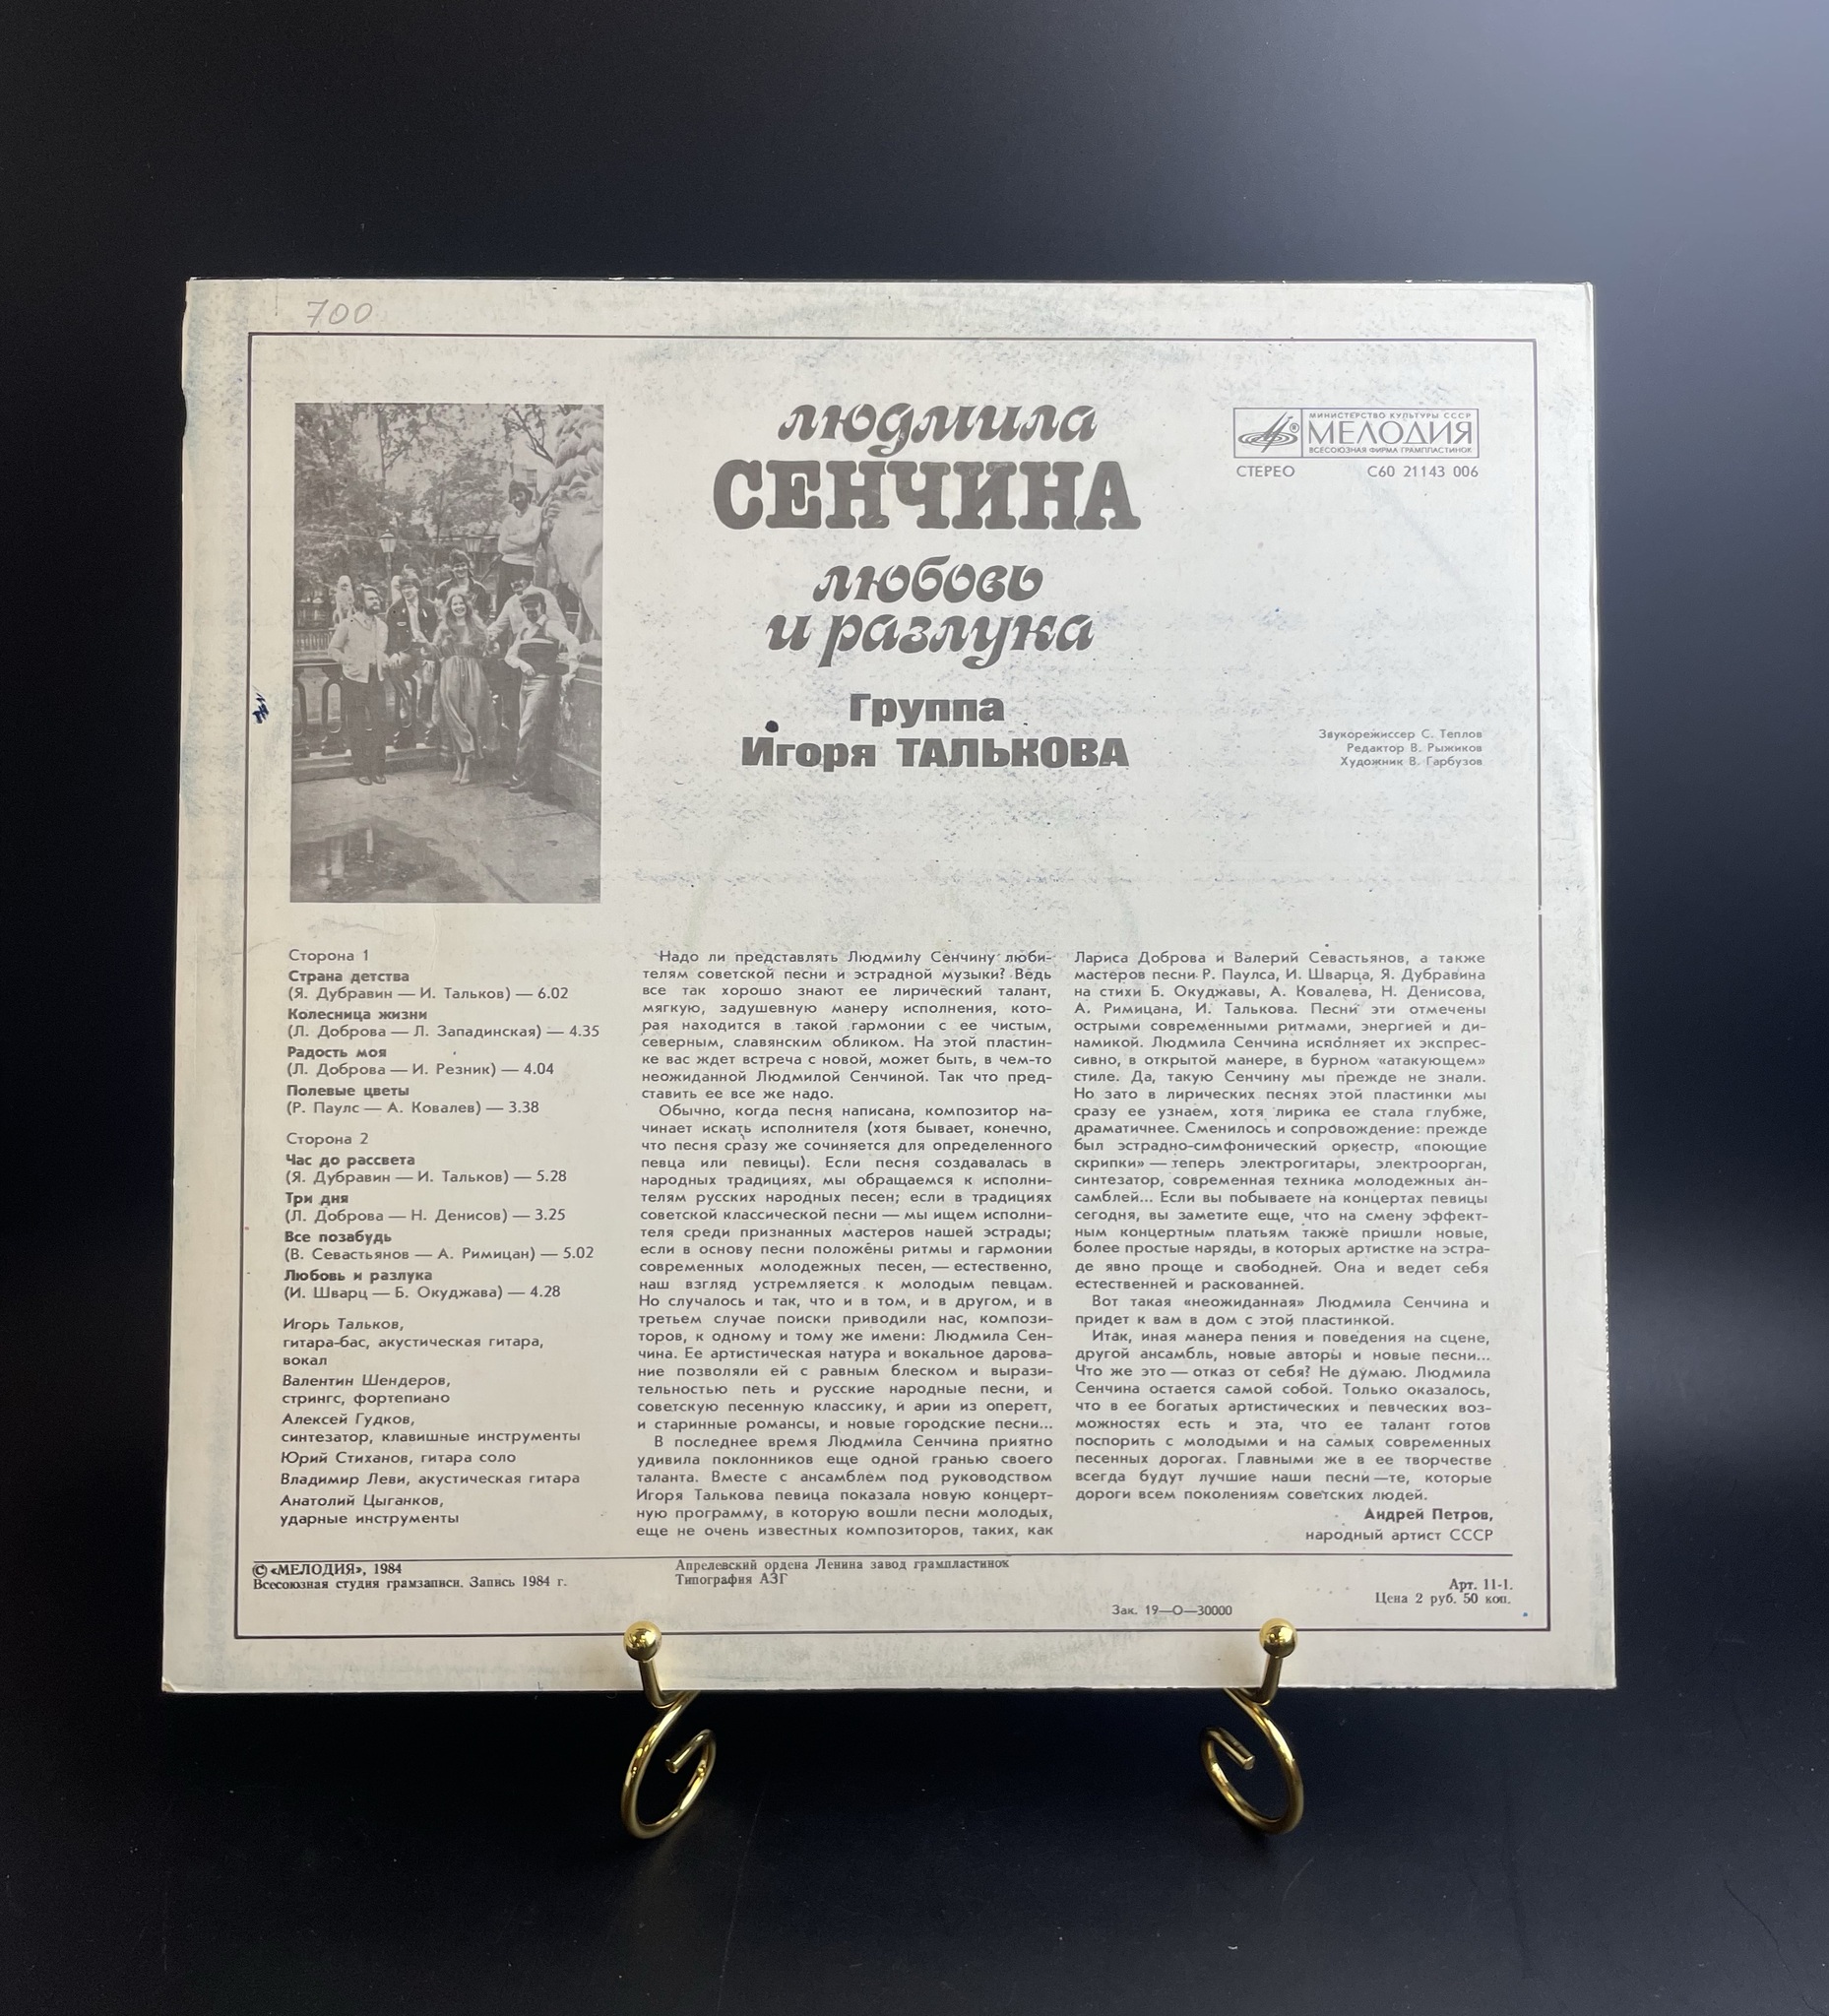 700
людмила
СЕНЧИНА
любовь
и разлука
Группа
Игоря ТАЛЬКОВА
МИНИСТЕРСТВО КУЛЬТУРЫ СССР
МЕЛОДИЯ
ВСЕСОЮЗНАЯ ФИРМА ГРАМПЛАСТИНОК
СТЕРЕО С60 21143 006
Звукорежиссер С. Теплов
Редактор В. Рыжиков
Художник В. Гарбузов
Сторона 1
Страна детства
(Я. Дубравин — И. Тальков) — 6.02
Колесница жизни
(Л. Доброва — Л. Западинская) — 4.35
Радость моя
(Л. Доброва — И. Резник) — 4.04
Полевые цветы
(Р. Паулс — А. Ковалев) — 3.38
Сторона 2
Час до рассвета
(Я. Дубравин — И. Тальков) — 5.28
Три дня
(Л. Доброва — Н. Денисов) — 3.25
Все позабудь
(В. Севастьянов — А. Римицан) — 5.02
Любовь и разлука
(И. Шварц — Б. Окуджава) — 4.28
Игорь Тальков,
гитара-бас, акустическая гитара,
вокал
Валентин Шендеров,
стрингс, фортепиано
Алексей Гудков,
синтезатор, клавишные инструменты
Юрий Стиханов, гитара соло
Владимир Леви, акустическая гитара
Анатолий Цыганков,
ударные инструменты
Надо ли представлять Людмилу Сенчину люби-
телям советской песни и эстрадной музыки? Ведь
все так хорошо знают ее лирический талант,
мягкую, задушевную манеру исполнения, кото-
рая находится в такой гармонии с ее чистым,
северным, славянским обликом. На этой пластин-
ке вас ждет встреча с новой, может быть, в чем-то
неожиданной Людмилой Сенчиной. Так что пред-
ставить ее все же надо.
Обычно, когда песня написана, композитор на-
чинает искать исполнителя (хотя бывает, конечно,
что песня сразу же сочиняется для определенного
певца или певицы). Если песня создавалась в
народных традициях, мы обращаемся к исполни-
телям русских народных песен; если в традициях
советской классической песни — мы ищем исполни-
теля среди признанных мастеров нашей эстрады;
если в основу песни положены ритмы и гармонии
современных молодежных песен, — естественно,
наш взгляд устремляется к молодым певцам.
Но случалось и так, что и в том, и в другом, и в
третьем случае поиски приводили нас, компози-
торов, к одному и тому же имени: Людмила Сен-
чина. Ее артистическая натура и вокальное дарова-
ние позволяли ей с равным блеском и вырази-
тельностью петь и русские народные песни, и
советскую песенную классику, и арии из оперетт,
и старинные романсы, и новые городские песни...
В последнее время Людмила Сенчина приятно
удивила поклонников еще одной гранью своего
таланта. Вместе с ансамблем под руководством
Игоря Талькова певица показала новую концерт-
ную программу, в которую вошли песни молодых,
еще не очень известных композиторов, таких, как
Лариса Доброва и Валерий Севастьянов, а также
мастеров песни Р. Паулса, И. Шварца, Я. Дубравина
на стихи Б. Окуджавы, А. Ковалева, Н. Денисова,
А. Римицана, И. Талькова. Песни эти отмечены
острыми современными ритмами, энергией и ди-
намикой. Людмила Сенчина исполняет их экспрес-
сивно, в открытой манере, в бурном «атакующем»
стиле. Да, такую Сенчину мы прежде не знали.
Но зато в лирических песнях этой пластинки мы
сразу ее узнаем, хотя лирика ее стала глубже,
драматичнее. Сменилось и сопровождение: прежде
был эстрадно-симфонический оркестр, «поющие
скрипки» — теперь электрогитары, электроорган,
синтезатор, современная техника молодежных ан-
самблей... Если вы побываете на концертах певицы
сегодня, вы заметите еще, что на смену эффект-
ным концертным платьям также пришли новые,
более простые наряды, в которых артистке на эстра-
де явно проще и свободней. Она и ведет себя
естественней и раскованней.
Вот такая «неожиданная» Людмила Сенчина и
придет к вам в дом с этой пластинкой.
Итак, иная манера пения и поведения на сцене,
другой ансамбль, новые авторы и новые песни...
Что же это — отказ от себя? Не думаю. Людмила
Сенчина остается самой собой. Только оказалось,
что в ее богатых артистических и певческих воз-
можностях есть и эта, что ее талант готов
поспорить с молодыми и на самых современных
песенных дорогах. Главными же в ее творчестве
всегда будут лучшие наши песни — те, которые
дороги всем поколениям советских людей.
Андрей Петров,
народный артист СССР
© «МЕЛОДИЯ», 1984
Всесоюзная студия грамзаписи. Запись 1984 г.
Апрелевский ордена Ленина завод грампластинок
Типография АЗГ
Зак. 19—О—30000
Арт. 11-1.
Цена 2 руб. 50 коп.